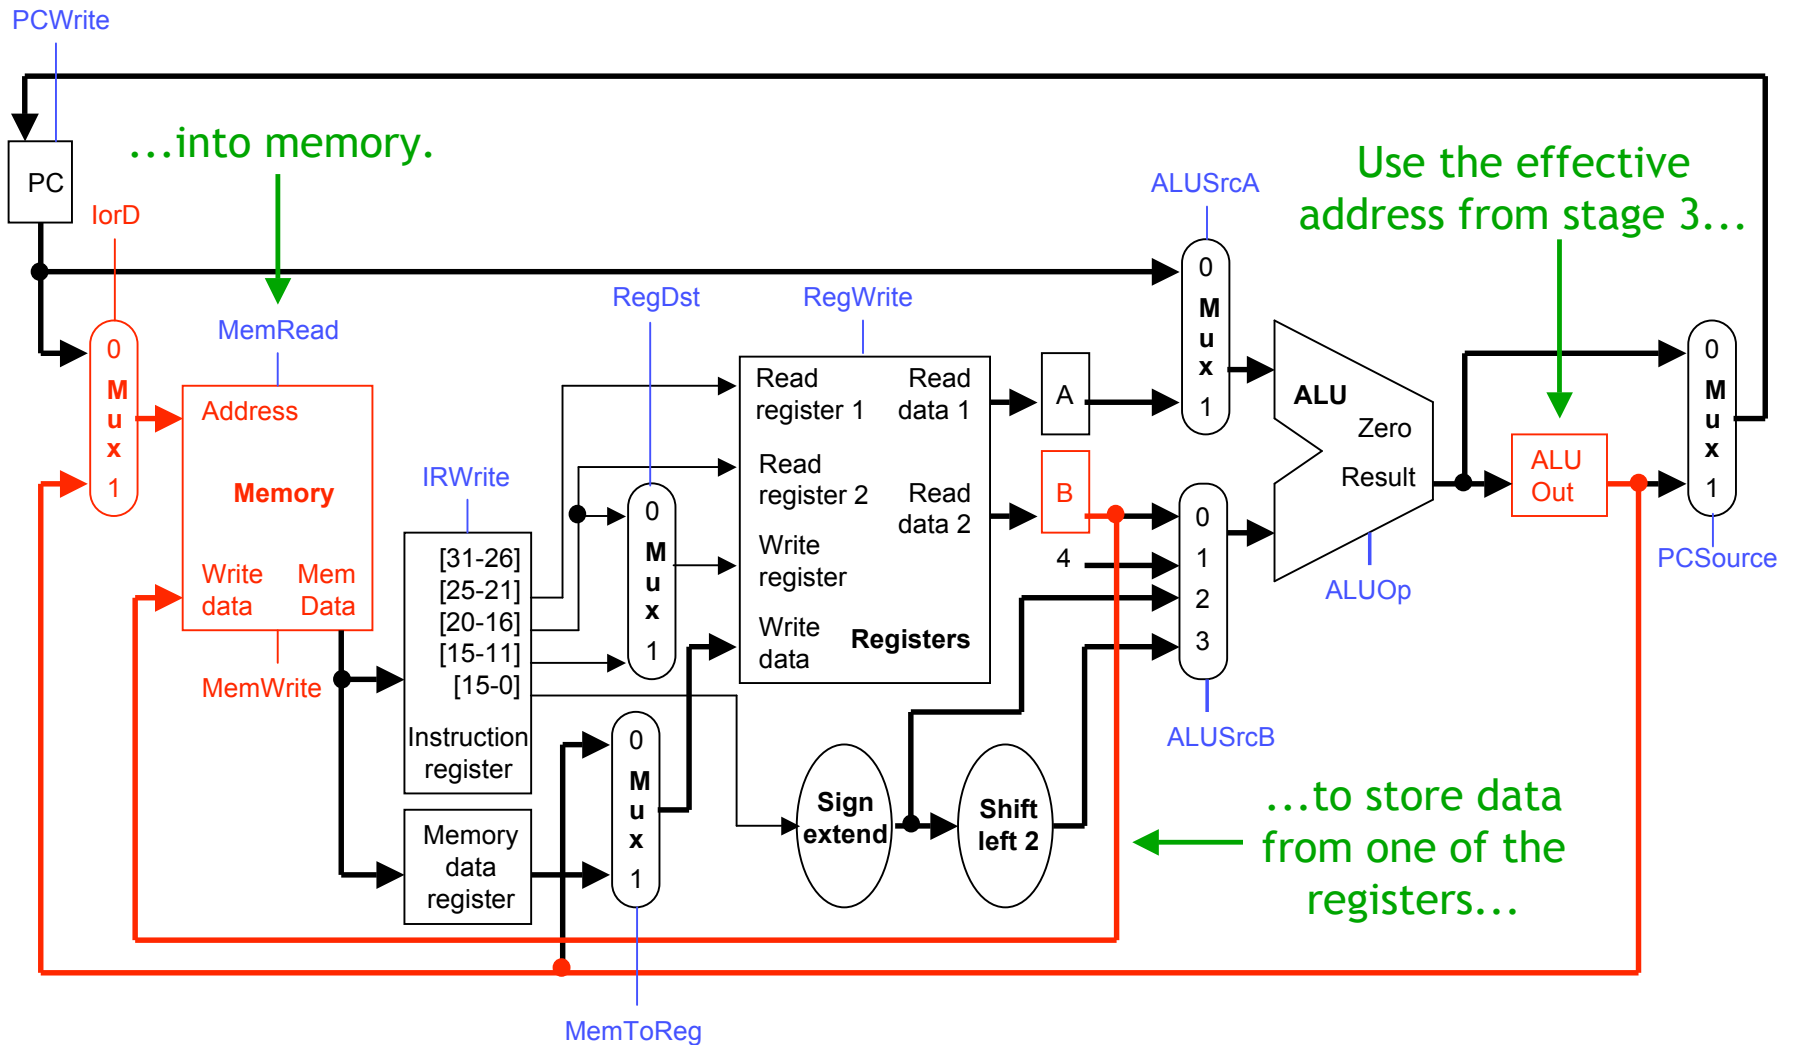 PCWrite
...into memory.
Use the effective
address from stage 3...
PC
IorD
ALUSrcA
MemRead
RegDst
RegWrite
0
M
u
x
1
Address
Memory
Write
data
Mem
Data
MemWrite
IRWrite
[31-26]
[25-21]
[20-16]
[15-11]
[15-0]
Instruction
register
Memory
data
register
0
M
u
x
1
0
M
u
x
1
MemToReg
Read
register 1
Read
data 1
Read
register 2
Read
data 2
Write
register
Write
data
Registers
A
B
4
0
M
u
x
1
0
1
2
3
ALUSrcB
Sign
extend
Shift
left 2
ALU
Zero
Result
ALUOp
ALU
Out
0
M
u
x
1
PCSource
...to store data
from one of the
registers...